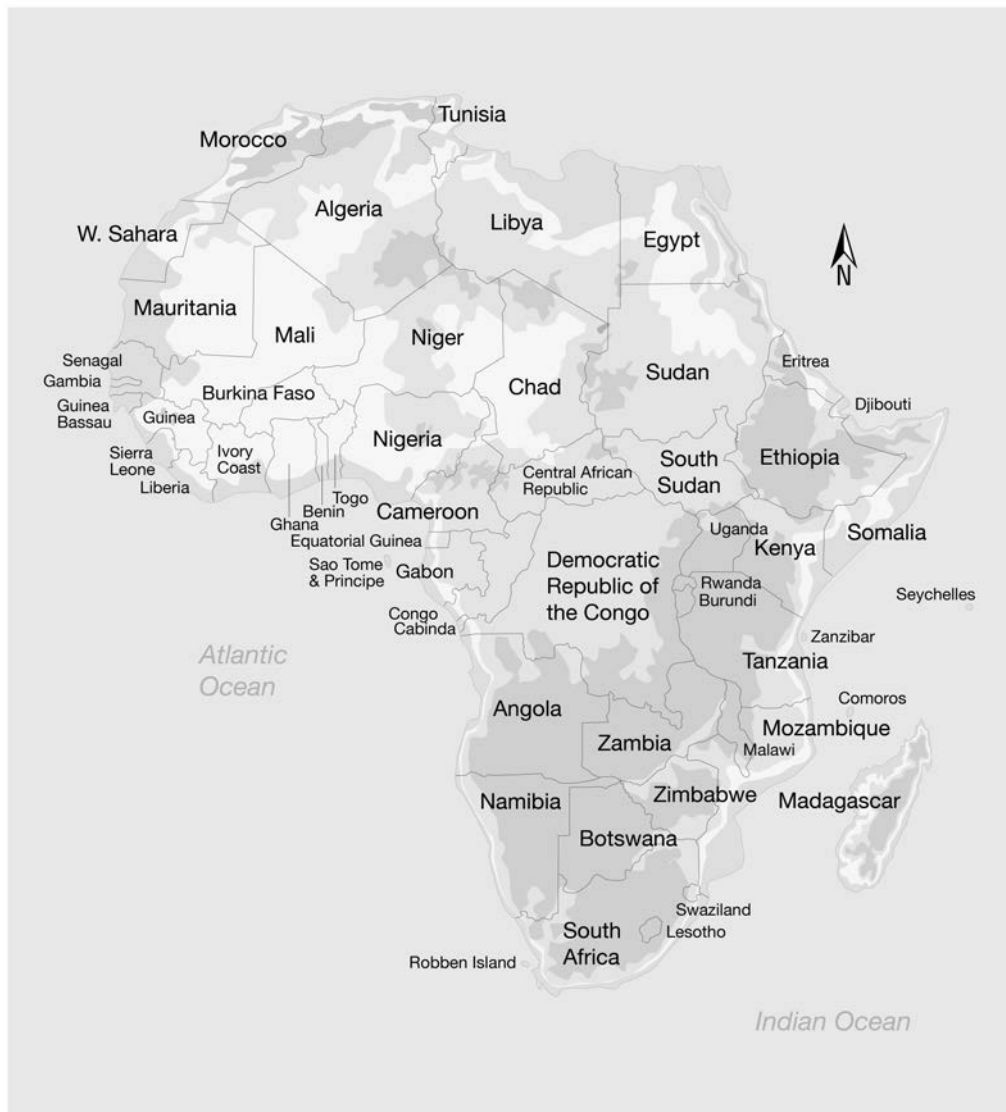 Tunisia
Morocco
Algeria
Libya
W. Sahara
Egypt
N
Mauritania
Mali
Niger
Senagal
Eritrea
Chad
Sudan
Gambia
Burkina Faso
Djibouti
Guinea
Bassau
Guinea
Nigeria
Ivory
Coast
Sierra
Leone
Ethiopia
South
Sudan
Central African
Republic
Liberia
Togo
Benin
Ghana
Cameroon
Uganda
Somalia
Equatorial Guinea
Kenya
Democratic
Republic of
the Congo
Sao Tome
& Principe
Gabon
Rwanda
Burundi
Seychelles
Congo
Cabinda
Zanzibar
Atlantic
Ocean
Tanzania
Comoros
Angola
Mozambique
Zambia
Malawi
Namibia
Zimbabwe
Madagascar
Botswana
Swaziland
South
Africa
Lesotho
Robben Island
Indian Ocean